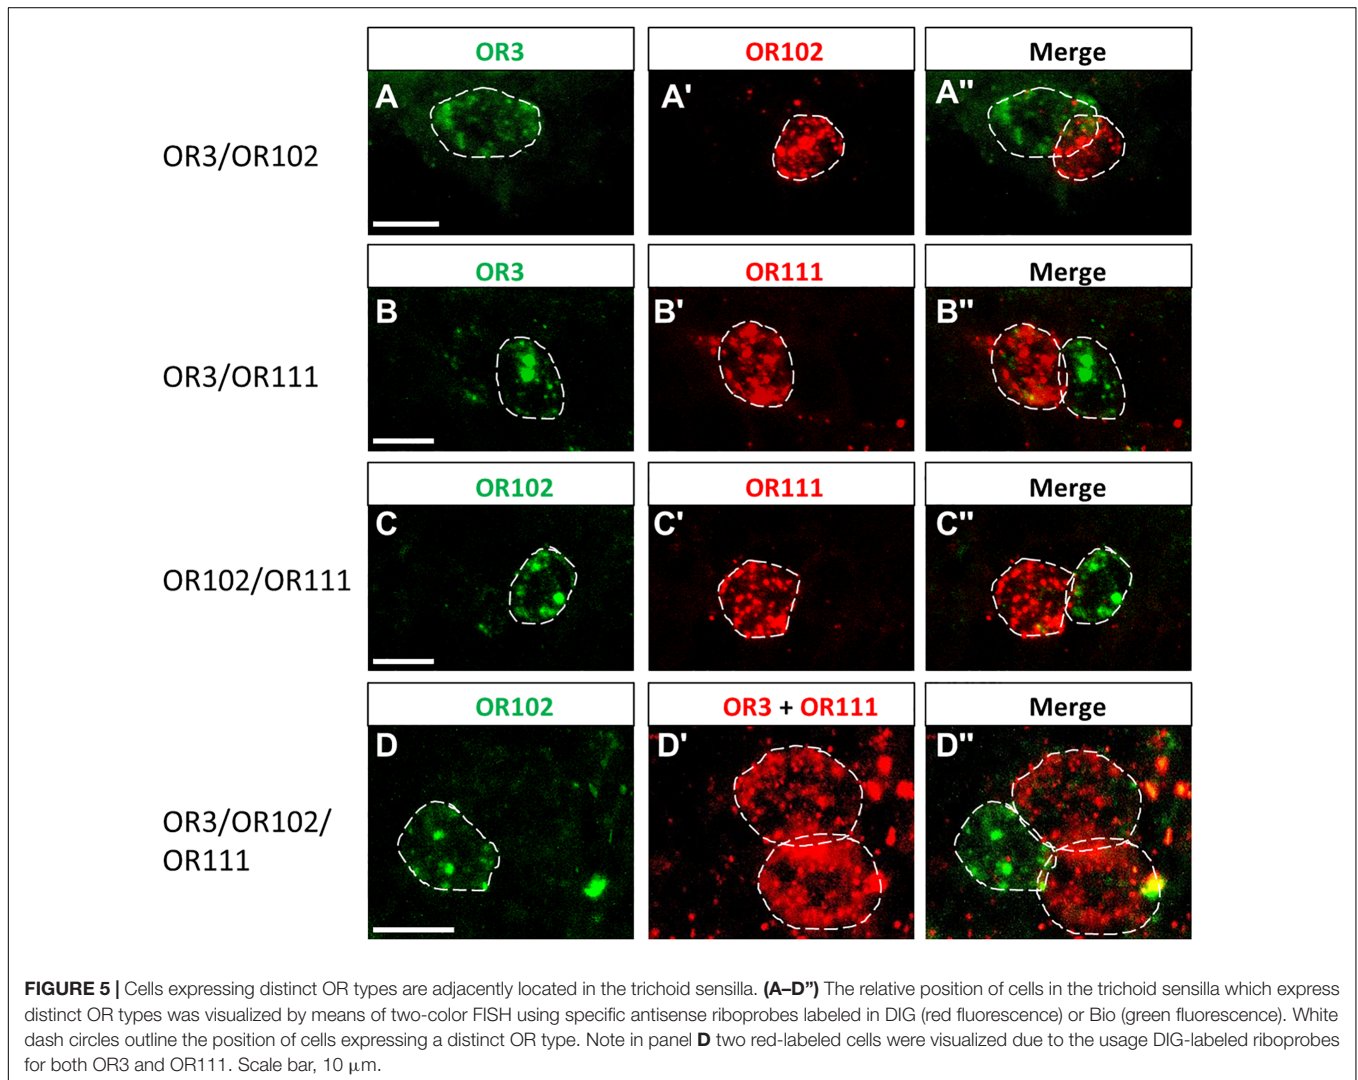 OR3 OR102 Merge
OR3/OR102
A A' A"
OR3 OR111 Merge
OR3/OR111
B B' B"
OR102 OR111 Merge
OR102/OR111
C C' C"
OR102 OR3 + OR111 Merge
OR3/OR102/
OR111
D D' D"
FIGURE 5 | Cells expressing distinct OR types are adjacently located in the trichoid sensilla. (A–D”) The relative position of cells in the trichoid sensilla which express
distinct OR types was visualized by means of two-color FISH using specific antisense riboprobes labeled in DIG (red fluorescence) or Bio (green fluorescence). White
dash circles outline the position of cells expressing a distinct OR type. Note in panel D two red-labeled cells were visualized due to the usage DIG-labeled riboprobes
for both OR3 and OR111. Scale bar, 10 μm.